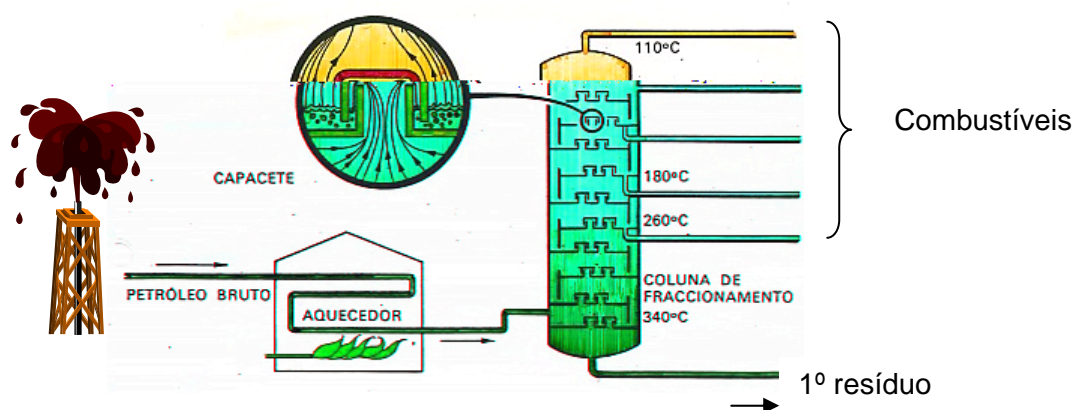 110ºC
Combustíveis
CAPACETE
180ºC
260ºC
PETRÓLEO BRUTO
AQUECEDOR
COLUNA DE
FRACCIONAMENTO
340ºC
1º resíduo